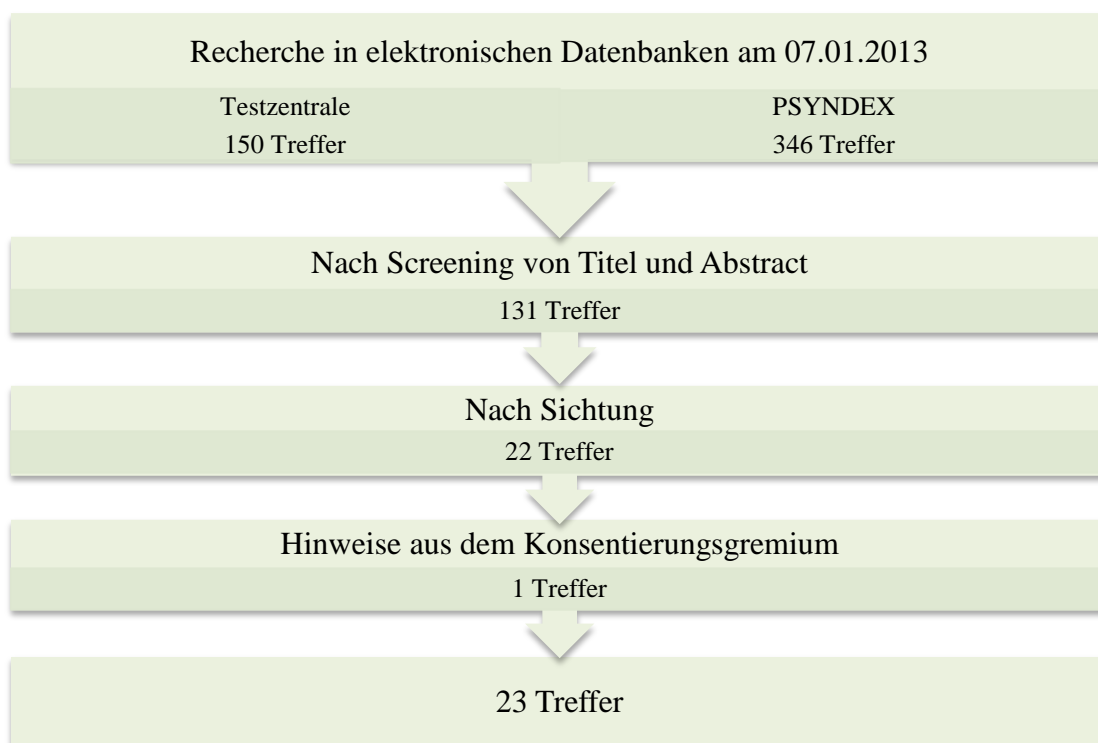 Recherche in elektronischen Datenbanken am 07.01.2013
Testzentrale
150 Treffer
PSYNDEX
346 Treffer
Nach Screening von Titel und Abstract
131 Treffer
Nach Sichtung
22 Treffer
Hinweise aus dem Konsentierungsgremium
1 Treffer
23 Treffer